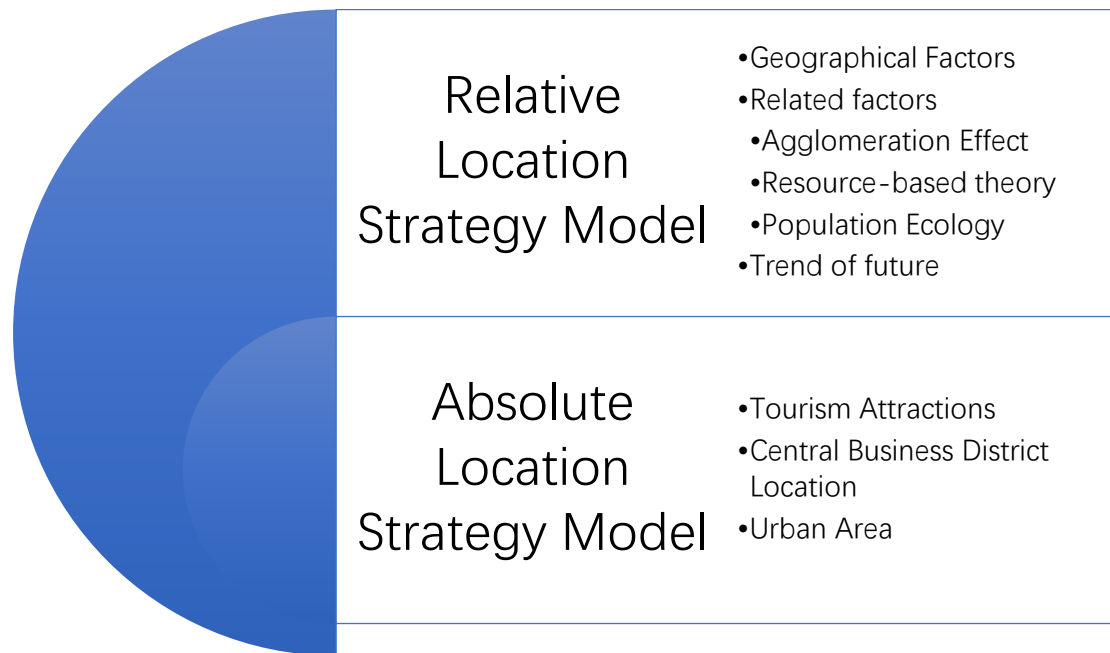 Relative
Location
Strategy Model
•Geographical Factors
•Related factors
•Agglomeration Effect
•Resource-based theory
•Population Ecology
•Trend of future
Absolute
Location
Strategy Model
•Tourism Attractions
•Central Business District
Location
•Urban Area